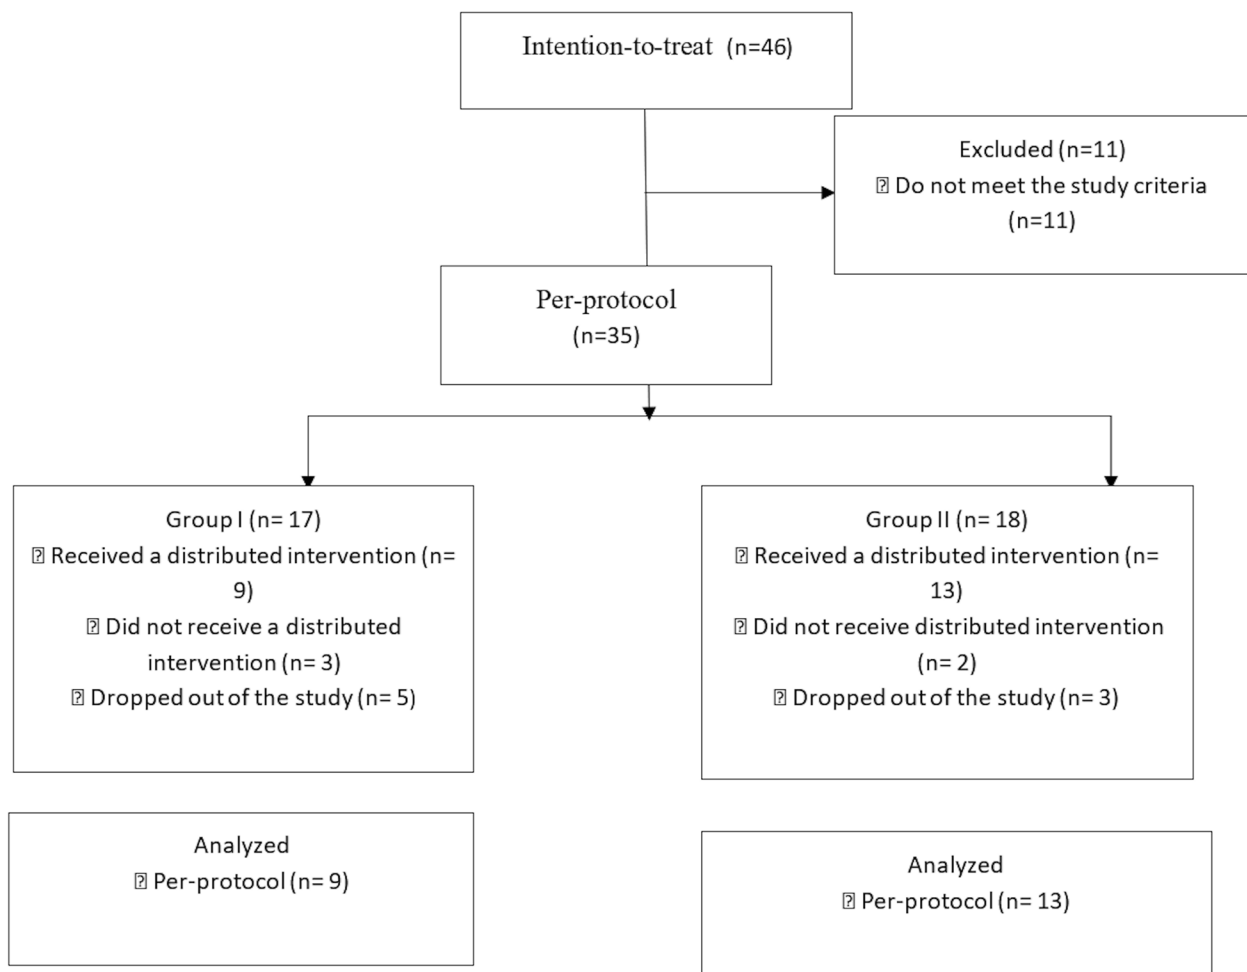 Intention-to-treat (n=46)
Excluded (n=11)
⍰ Do not meet the study criteria
(n=11)
Per-protocol
(n=35)
Group I (n= 17)
⍰ Received a distributed intervention (n=
9)
⍰ Did not receive a distributed
intervention (n= 3)
⍰ Dropped out of the study (n= 5)
Group II (n= 18)
⍰ Received a distributed intervention (n=
13)
⍰ Did not receive distributed intervention
(n= 2)
⍰ Dropped out of the study (n= 3)
Analyzed
⍰ Per-protocol (n= 9)
Analyzed
⍰ Per-protocol (n= 13)